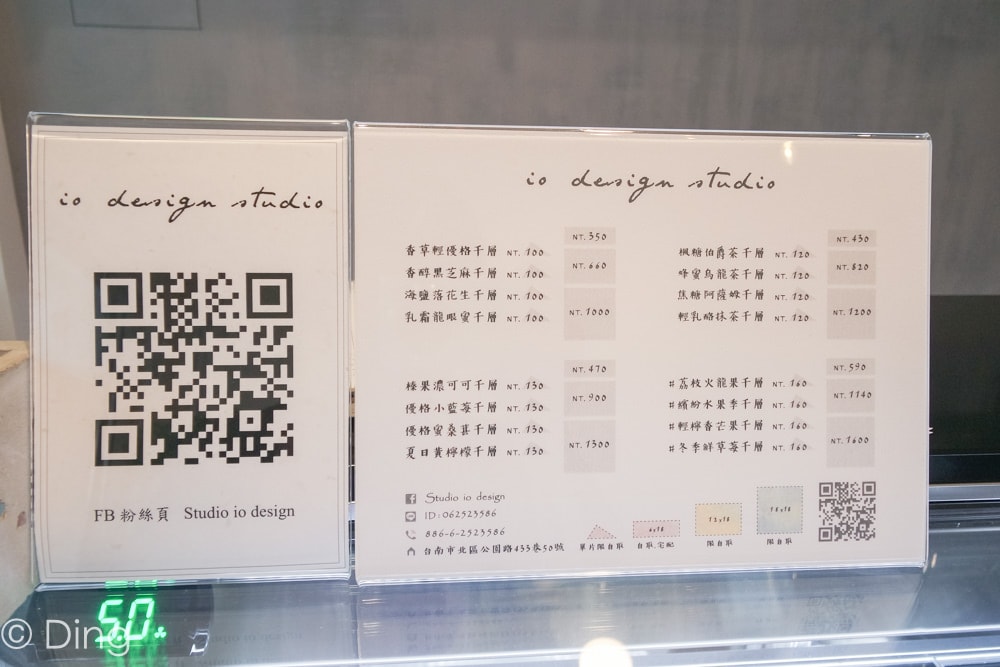 io design studio
FB 粉絲頁 Studio io design
io design studio
香草輕優格千層 NT. 100
香醇黑芝麻千層 NT. 100
海鹽落花生千層 NT. 100
乳霜龍眼蜜千層 NT. 100
NT. 350
NT. 660
NT. 1000
楓糖伯爵茶千層 NT. 120
蜂蜜烏龍茶千層 NT. 120
焦糖阿薩姆千層 NT. 120
輕乳酪抹茶千層 NT. 120
NT. 430
NT. 820
NT. 1200
榛果濃可可千層 NT. 130
優格小藍莓千層 NT. 130
優格蜜桑葚千層 NT. 130
夏日黃檸檬千層 NT. 130
NT. 470
NT. 900
NT. 1300
#荔枝火龍果千層 NT. 160
#繽紛水果季千層 NT. 160
#輕檸香芒果千層 NT. 160
#冬季鮮草莓千層 NT. 160
NT. 590
NT. 1140
NT. 1600
Studio io design
ID:062523586
886-6-2523586
台南市北區公園路433巷50號
單片限自取
6x18
自取.宅配
12x18
限自取
18x18
限自取
50
© Ding